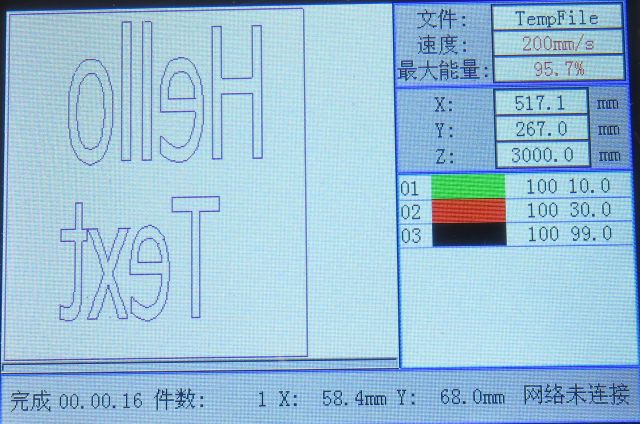 Hello
Text
文件: TempFile
速度: 200mm/s
最大能量: 95.7%
X: 517.1 mm
Y: 267.0 mm
Z: 3000.0 mm
01 100 10.0
02 100 30.0
03 100 99.0
完成 00.00.16 件数: 1 X: 58.4mm Y: 68.0mm 网络未连接